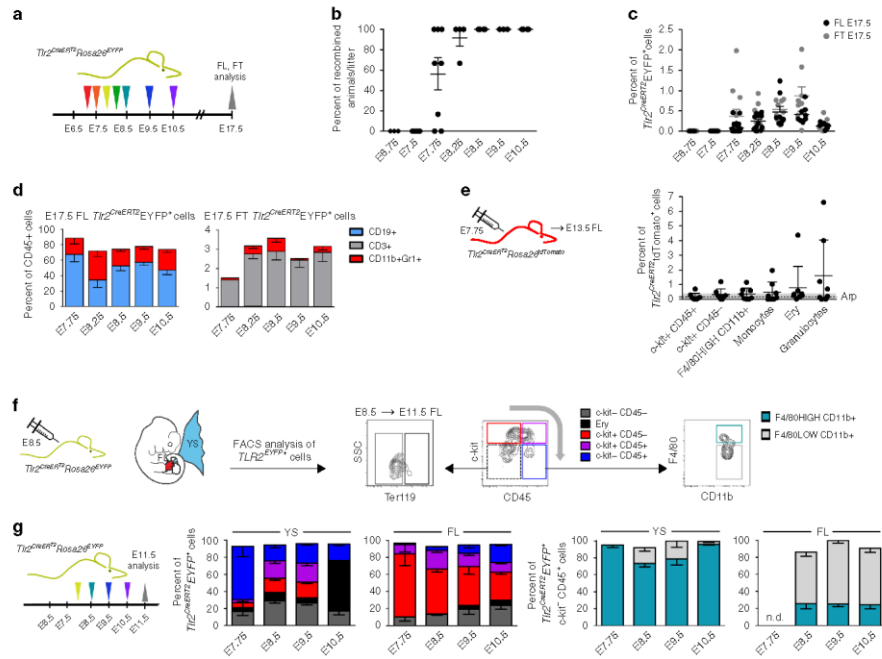 a
Tlr2CreERT2Rosa26EYFP
FL, FT
analysis
E6.5
E7.5
E8.5
E9.5
E10.5
E17.5
b
Percent of recombined
animals/litter
100
80
60
40
20
0
E6.75
E7.5
E7.75
E8.25
E8.5
E9.5
E10.5
c
FL E17.5
FT E17.5
Percent of
Tlr2CreERT2EYFP+cells
2.5
2.0
1.5
1.0
0.5
0.0
E6.75
E7.5
E7.75
E8.25
E8.5
E9.5
E10.5
d
E17.5 FL Tlr2CreERT2EYFP+ cells
Percent of CD45+ cells
100
80
60
40
20
0
E7.75
E8.25
E8.5
E9.5
E10.5
E17.5 FT Tlr2CreERT2EYFP+ cells
4
3
2
1
0
E7.75
E8.25
E8.5
E9.5
E10.5
CD19+
CD3+
CD11b+Gr1+
e
E7.75
→E13.5 FL
Tlr2CreERT2Rosa26tdTomato
Percent of
Tlr2CreERT2tdTomato+ cells
7
6
5
4
3
2
1
0
Arp
c-kit+ CD45+
c-kit+ CD45–
F4/80HIGH CD11b+
Monocytes
Ery
Granulocytes
f
E8.5
Tlr2CreERT2Rosa26EYFP
YS
FACS analysis of
TLR2EYFP+ cells
E8.5 → E11.5 FL
SSC
Ter119
c-kit
CD45
c-kit– CD45–
Ery
c-kit+ CD45–
c-kit+ CD45+
c-kit– CD45+
F4/80
CD11b
F4/80HIGH CD11b+
F4/80LOW CD11b+
g
Tlr2CreERT2Rosa26EYFP
E11.5
analysis
E6.5
E7.5
E8.5
E9.5
E10.5
E11.5
YS
Percent of
Tlr2CreERT2EYFP+ cells
100
80
60
40
20
0
E7.75
E8.5
E9.5
E10.5
FL
100
80
60
40
20
0
E7.75
E8.5
E9.5
E10.5
YS
Percent of
Tlr2CreERT2EYFP+
c-kit- CD45+ cells
100
80
60
40
20
0
E7.75
E8.5
E9.5
E10.5
FL
100
80
60
40
20
0
n.d.
E7.75
E8.5
E9.5
E10.5